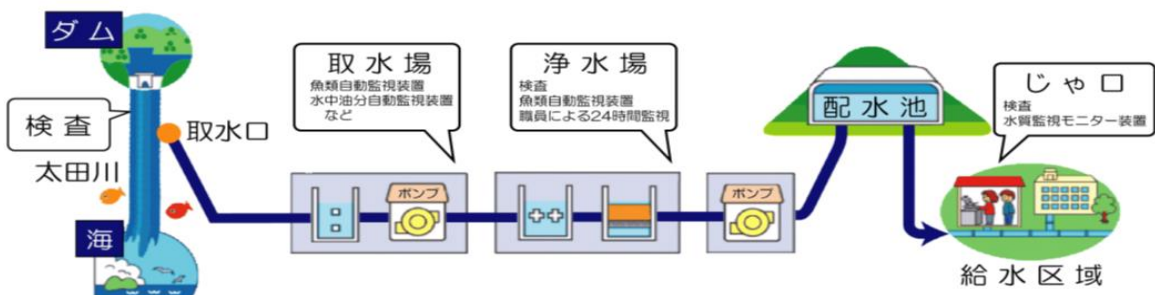 ダム
検査
取水口
太田川
海
取水場
魚類自動監視装置
水中油分自動監視装置
など
ポンプ
浄水場
検査
魚類自動監視装置
職員による24時間監視
ポンプ
配水池
じゃ口
検査
水質監視モニター装置
給水区域